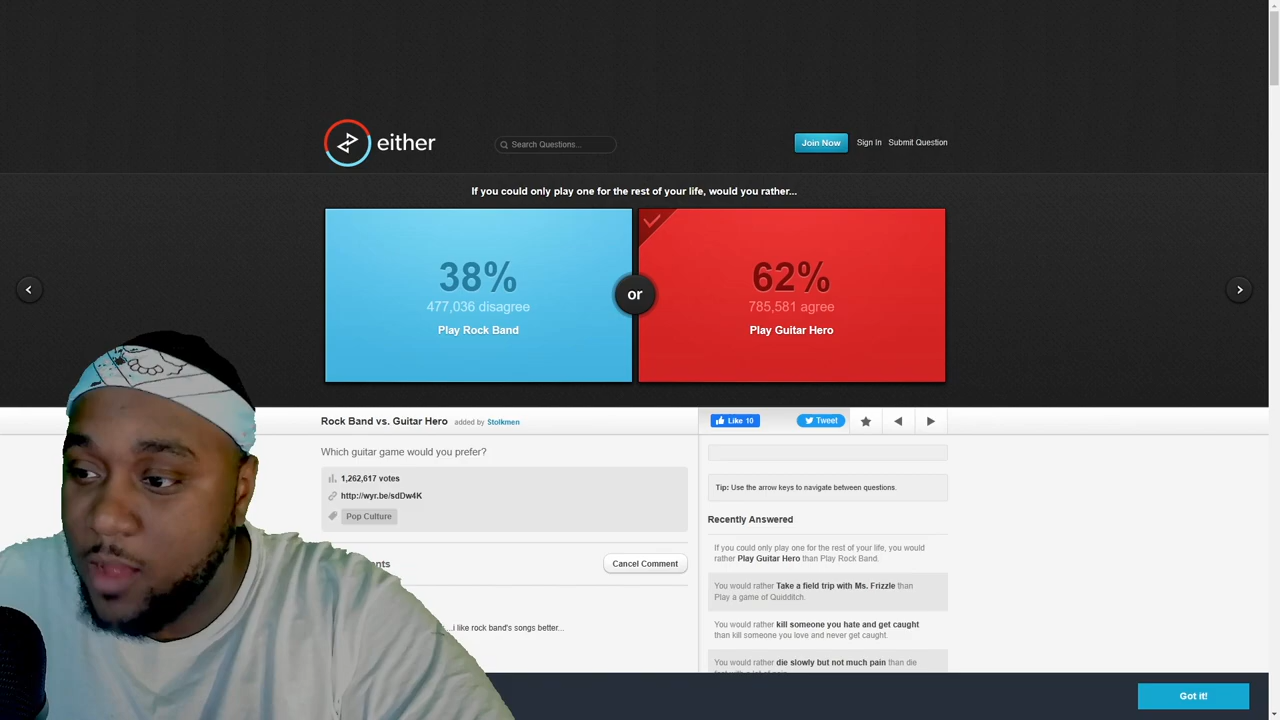 either
Search Questions...
Join Now
Sign In
Submit Question
If you could only play one for the rest of your life, would you rather...
38%
477,036 disagree
Play Rock Band
or
62%
785,581 agree
Play Guitar Hero
Rock Band vs. Guitar Hero added by Stolkmen
Like 10
Tweet
Which guitar game would you prefer?
1,262,617 votes
http://wyr.be/sdDw4K
Pop Culture
Cancel Comment
...i like rock band's songs better...
Tip: Use the arrow keys to navigate between questions.
Recently Answered
If you could only play one for the rest of your life, you would
rather Play Guitar Hero than Play Rock Band.
You would rather Take a field trip with Ms. Frizzle than
Play a game of Quidditch.
You would rather kill someone you hate and get caught
than kill someone you love and never get caught.
You would rather die slowly but not much pain than die
Got it!